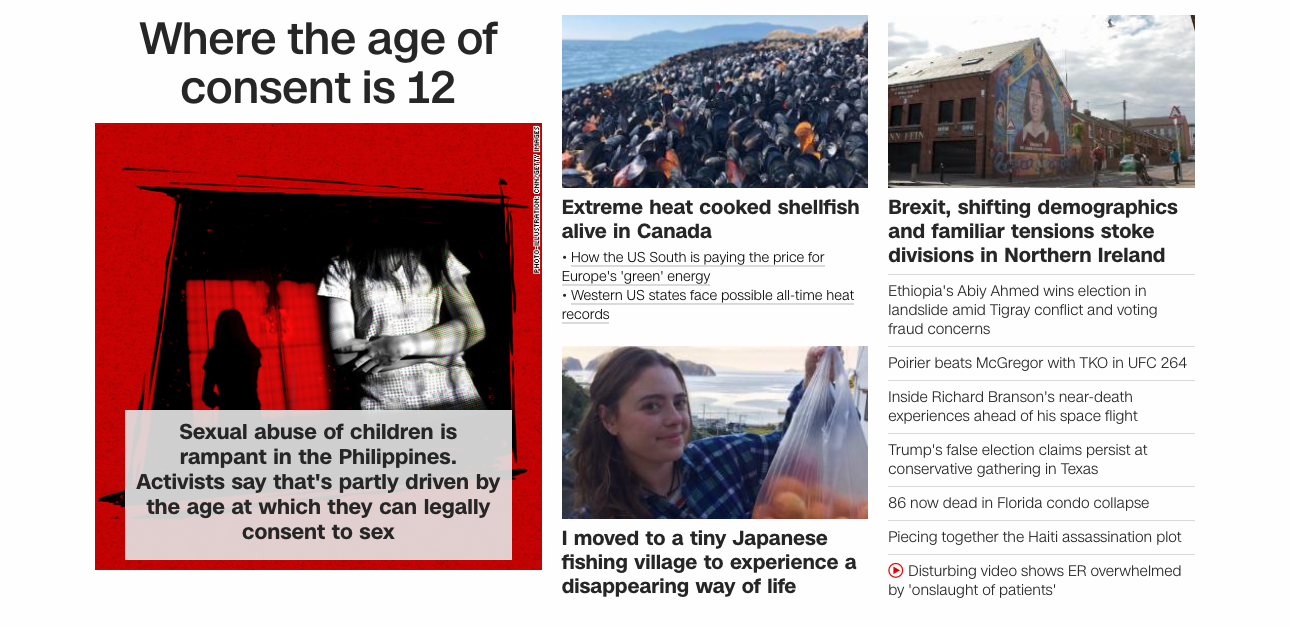 Where the age of
consent is 12
PHOTO-ILLUSTRATION: CNN/GETTY IMAGES
Sexual abuse of children is
rampant in the Philippines.
Activists say that's partly driven by
the age at which they can legally
consent to sex
Extreme heat cooked shellfish
alive in Canada
• How the US South is paying the price for
Europe's 'green' energy
• Western US states face possible all-time heat
records
I moved to a tiny Japanese
fishing village to experience a
disappearing way of life
Brexit, shifting demographics
and familiar tensions stoke
divisions in Northern Ireland
Ethiopia's Abiy Ahmed wins election in
landslide amid Tigray conflict and voting
fraud concerns
Poirier beats McGregor with TKO in UFC 264
Inside Richard Branson's near-death
experiences ahead of his space flight
Trump's false election claims persist at
conservative gathering in Texas
86 now dead in Florida condo collapse
Piecing together the Haiti assassination plot
Disturbing video shows ER overwhelmed
by 'onslaught of patients'